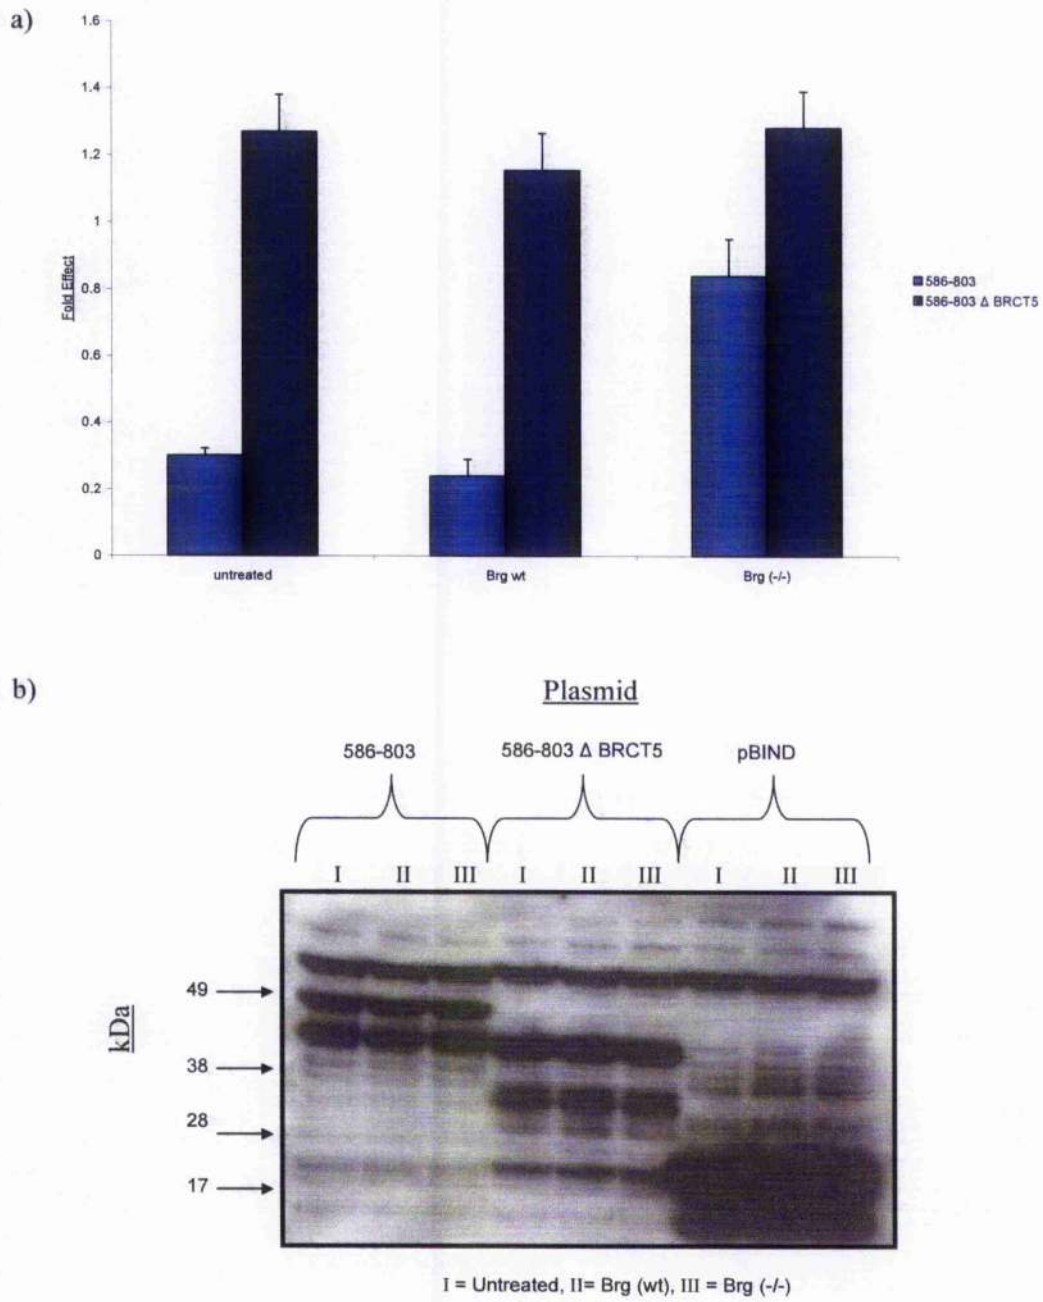 a)
1.6
1.4
1.2
1
0.8
0.6
0.4
0.2
0
Fold Effect
untreated
Brg wt
Brg (-/-)
586-803
586-803 Δ BRCT5
b)
Plasmid
586-803
586-803 Δ BRCT5
pBIND
I II III I II III I II III
kDa
49
38
28
17
I = Untreated, II= Brg (wt), III = Brg (-/-)